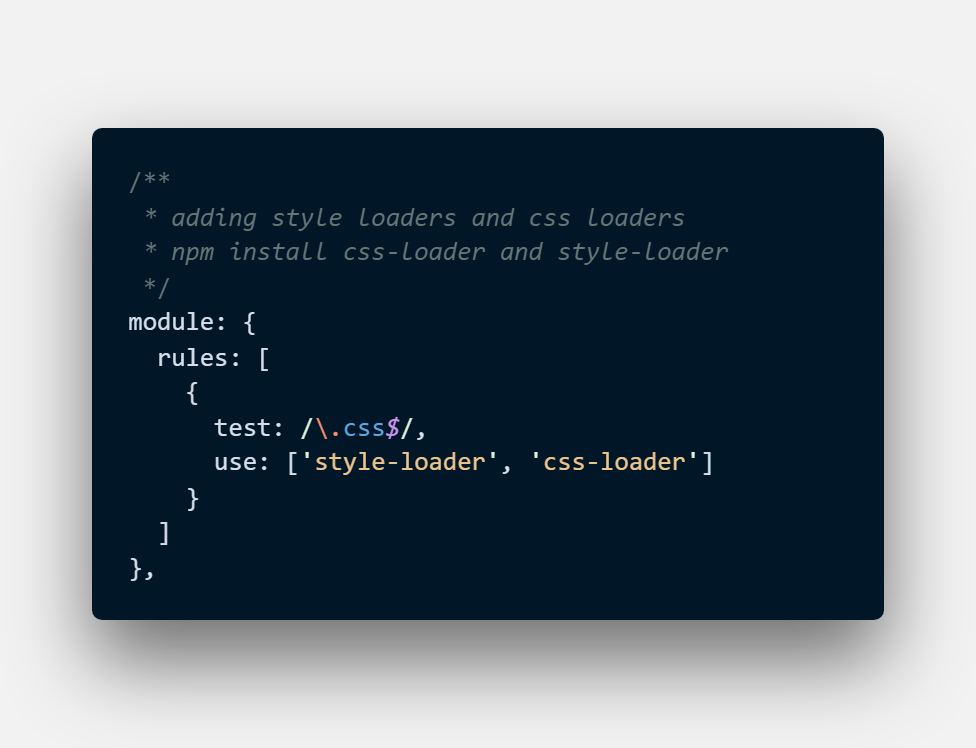 /**
 * adding style loaders and css loaders
 * npm install css-loader and style-loader
 */
module: {
  rules: [
    {
      test: /\.css$/,
      use: ['style-loader', 'css-loader']
    }
  ]
},